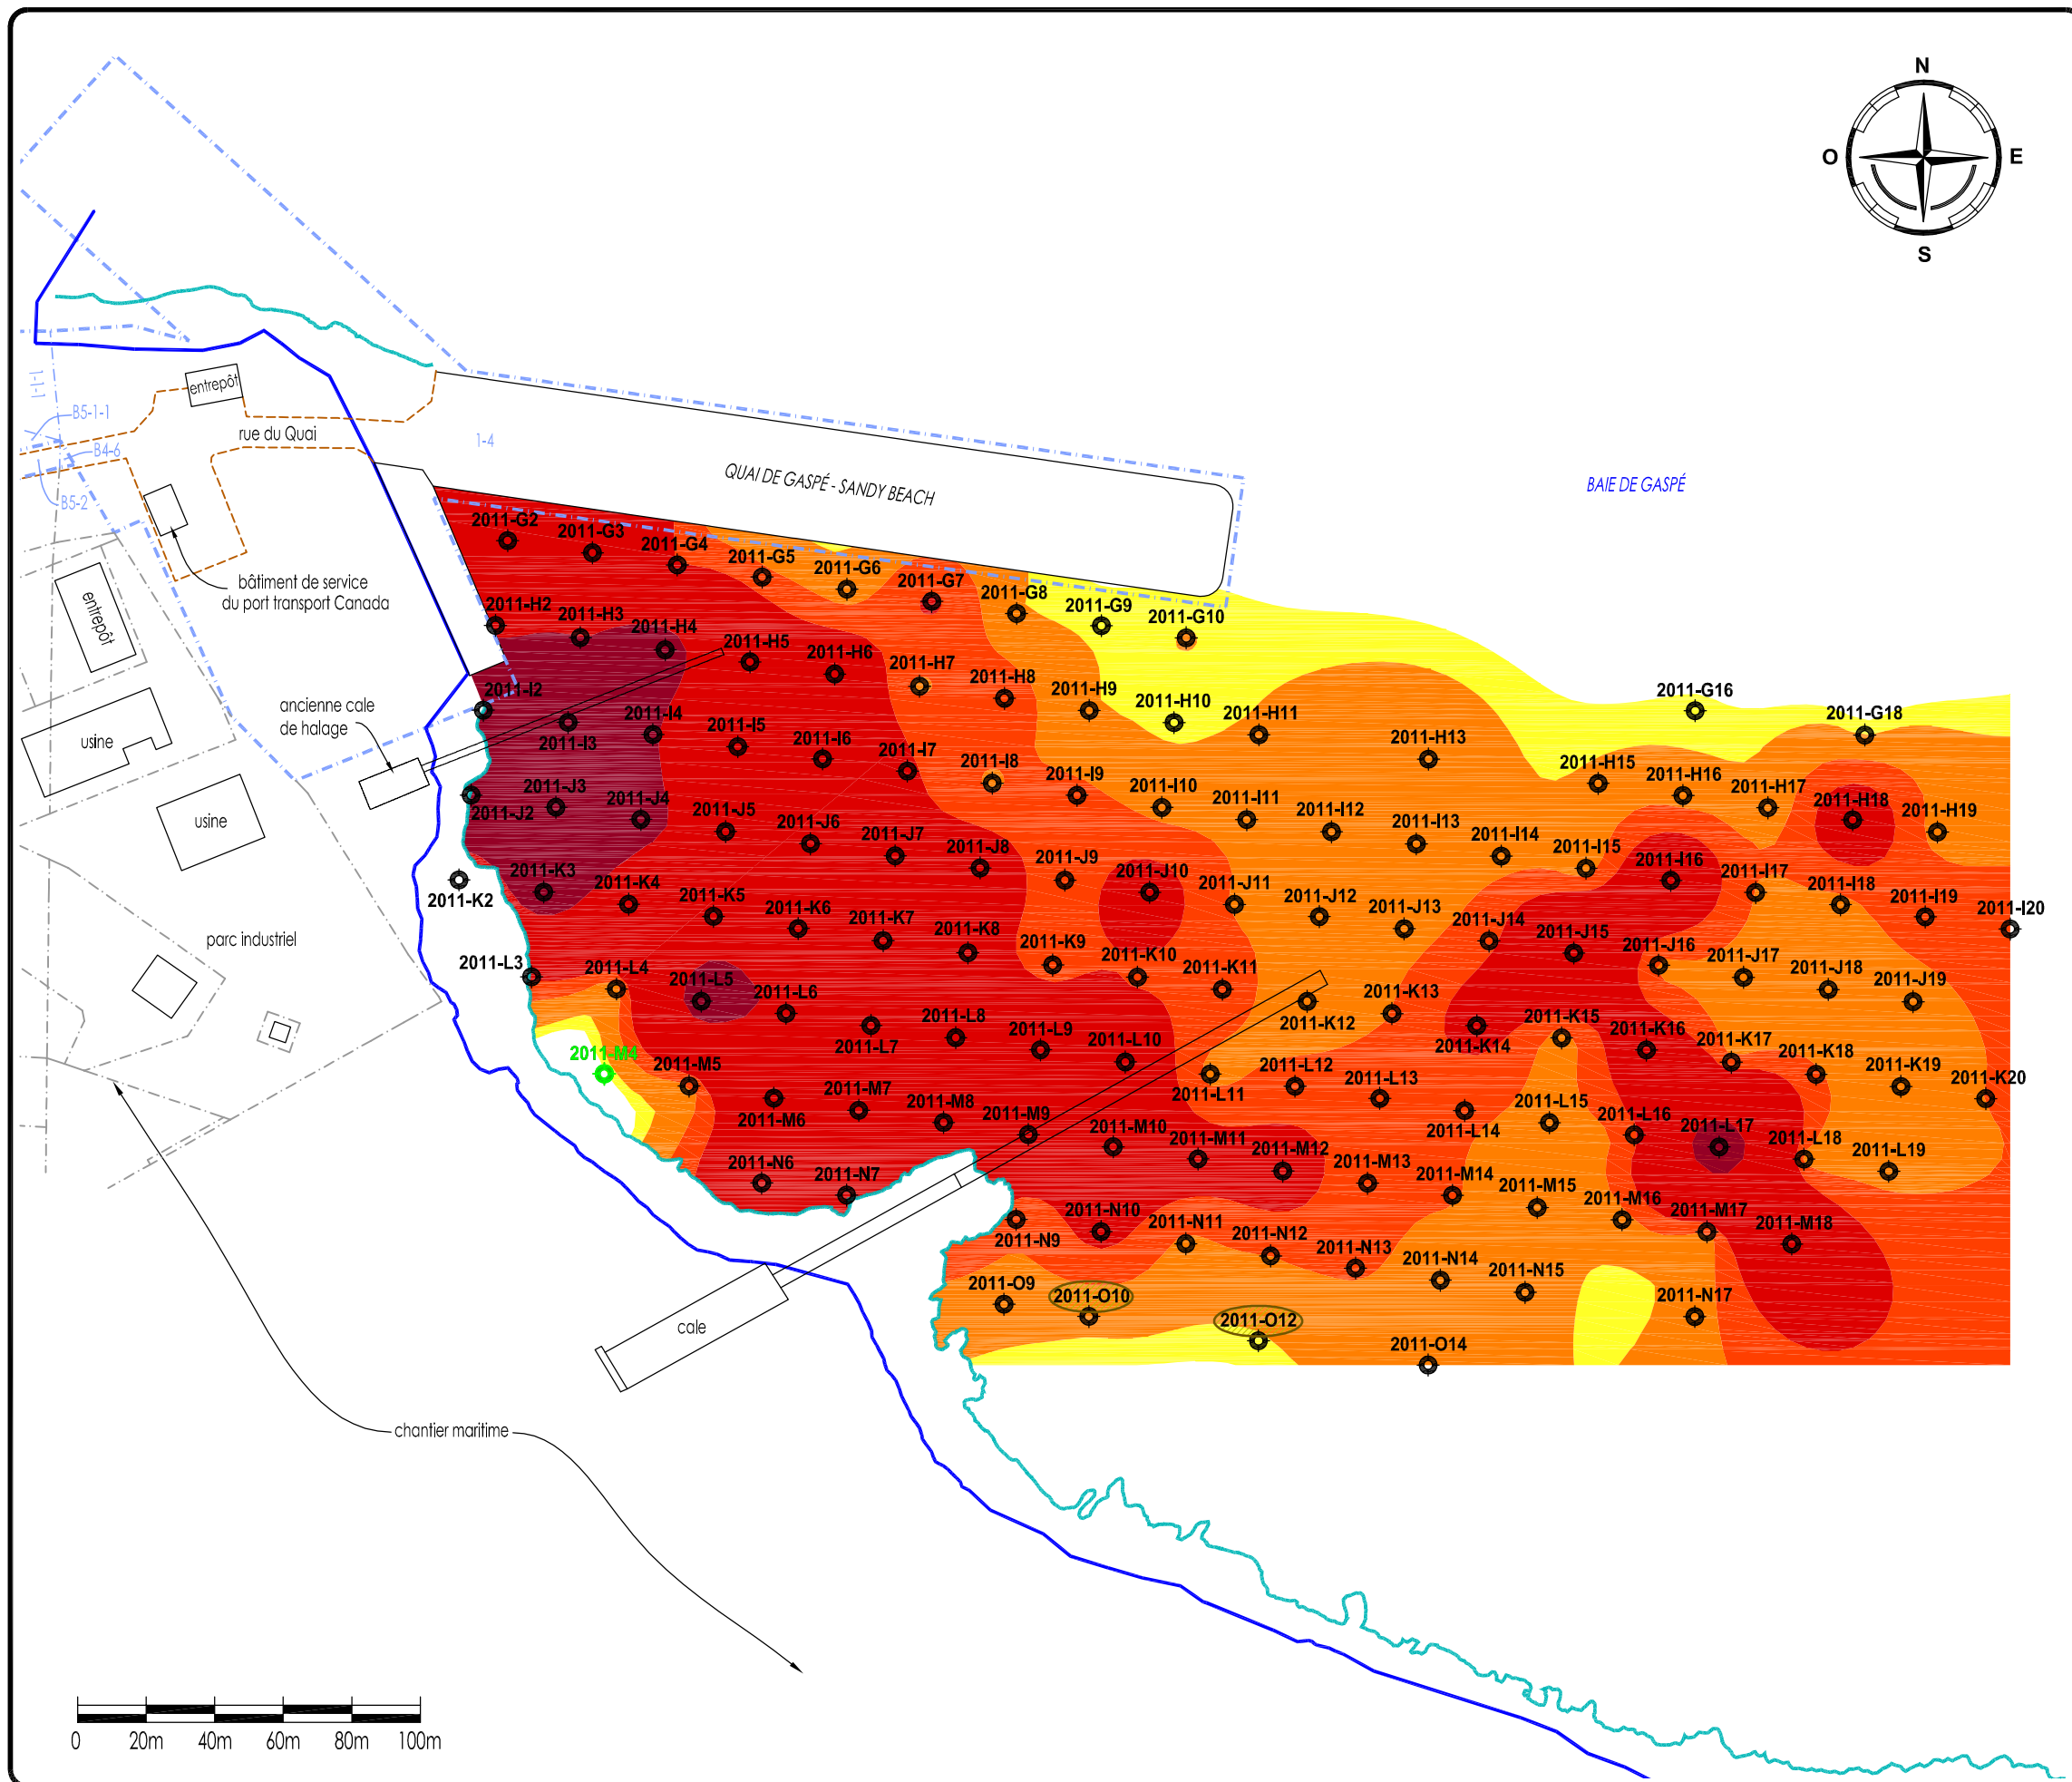 N
O
E
S
entrepôt
1-1-1
B5-1-1
rue du Quai
1-4
B4-6
B5-2
QUAI DE GASPÉ - SANDY BEACH
BAIE DE GASPÉ
bâtiment de service
du port transport Canada
entrepôt
ancienne cale
de halage
usine
usine
parc industriel
2011-G2
2011-G3
2011-G4
2011-G5
2011-G6
2011-G7
2011-G8
2011-G9
2011-G10
2011-G16
2011-G18
2011-H2
2011-H3
2011-H4
2011-H5
2011-H6
2011-H7
2011-H8
2011-H9
2011-H10
2011-H11
2011-H13
2011-H15
2011-H16
2011-H17
2011-H18
2011-H19
2011-I2
2011-I3
2011-I4
2011-I5
2011-I6
2011-I7
2011-I8
2011-I9
2011-I10
2011-I11
2011-I12
2011-I13
2011-I14
2011-I15
2011-I16
2011-I17
2011-I18
2011-I19
2011-I20
2011-J2
2011-J3
2011-J4
2011-J5
2011-J6
2011-J7
2011-J8
2011-J9
2011-J10
2011-J11
2011-J12
2011-J13
2011-J14
2011-J15
2011-J16
2011-J17
2011-J18
2011-J19
2011-K2
2011-K3
2011-K4
2011-K5
2011-K6
2011-K7
2011-K8
2011-K9
2011-K10
2011-K11
2011-K12
2011-K13
2011-K14
2011-K15
2011-K16
2011-K17
2011-K18
2011-K19
2011-K20
2011-L3
2011-L4
2011-L5
2011-L6
2011-L7
2011-L8
2011-L9
2011-L10
2011-L11
2011-L12
2011-L13
2011-L14
2011-L15
2011-L16
2011-L17
2011-L18
2011-L19
2011-M4
2011-M5
2011-M6
2011-M7
2011-M8
2011-M9
2011-M10
2011-M11
2011-M12
2011-M13
2011-M14
2011-M15
2011-M16
2011-M17
2011-M18
2011-N6
2011-N7
2011-N9
2011-N10
2011-N11
2011-N12
2011-N13
2011-N14
2011-N15
2011-N17
2011-O9
2011-O10
2011-O12
2011-O14
cale
chantier maritime
0 20m 40m 60m 80m 100m